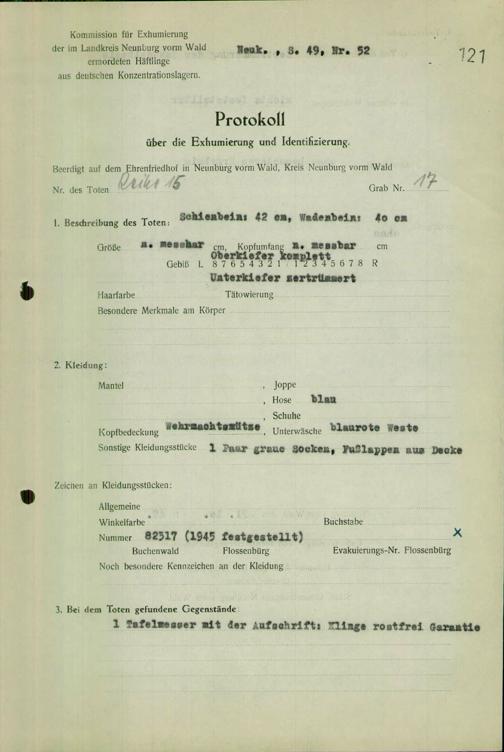 Kommission für Exhumierung
der im Landkreis Neunburg vorm Wald
ermordeten Häftlinge
aus deutschen Konzentrationslagern.
Neuk. , S. 49, Nr. 52
121
Protokoll
über die Exhumierung und Identifizierung.
Beerdigt auf dem Ehrenfriedhof in Neunburg vorm Wald, Kreis Neunburg vorm Wald
Nr. des Toten Reihe 15 Grab Nr. 17
1. Beschreibung des Toten: Schienbein: 42 cm, Wadenbein: 40 cm
Größe n. messbar cm, Kopfumfang n. messbar cm
Oberkiefer komplett
Gebiß L 8 7 6 5 4 3 2 1 / 1 2 3 4 5 6 7 8 R
Unterkiefer zertrümmert
Haarfarbe Tätowierung
Besondere Merkmale am Körper
2. Kleidung:
Mantel , Joppe
, Hose blau
, Schuhe
Kopfbedeckung Wehrmachtsmütze , Unterwäsche blaurote Weste
Sonstige Kleidungsstücke 1 Paar graue Socken, Fußlappen aus Decke
Zeichen an Kleidungsstücken:
Allgemeine
Winkelfarbe Buchstabe
Nummer 82317 (1945 festgestellt) x
Buchenwald Flossenbürg Evakuierungs-Nr. Flossenbürg
Noch besondere Kennzeichen an der Kleidung
3. Bei dem Toten gefundene Gegenstände:
1 Tafelmesser mit der Aufschrift: Klinge rostfrei Garantie